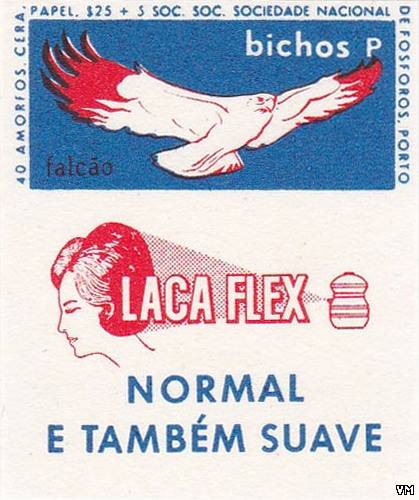 40 AMORFOS, CERA,
PAPEL, $25 + 5 SOC. SOC. SOCIEDADE NACIONAL
DE FOSFOROS, PORTO
bichos P
falcão
LACA FLEX
NORMAL
E TAMBÉM SUAVE
VM